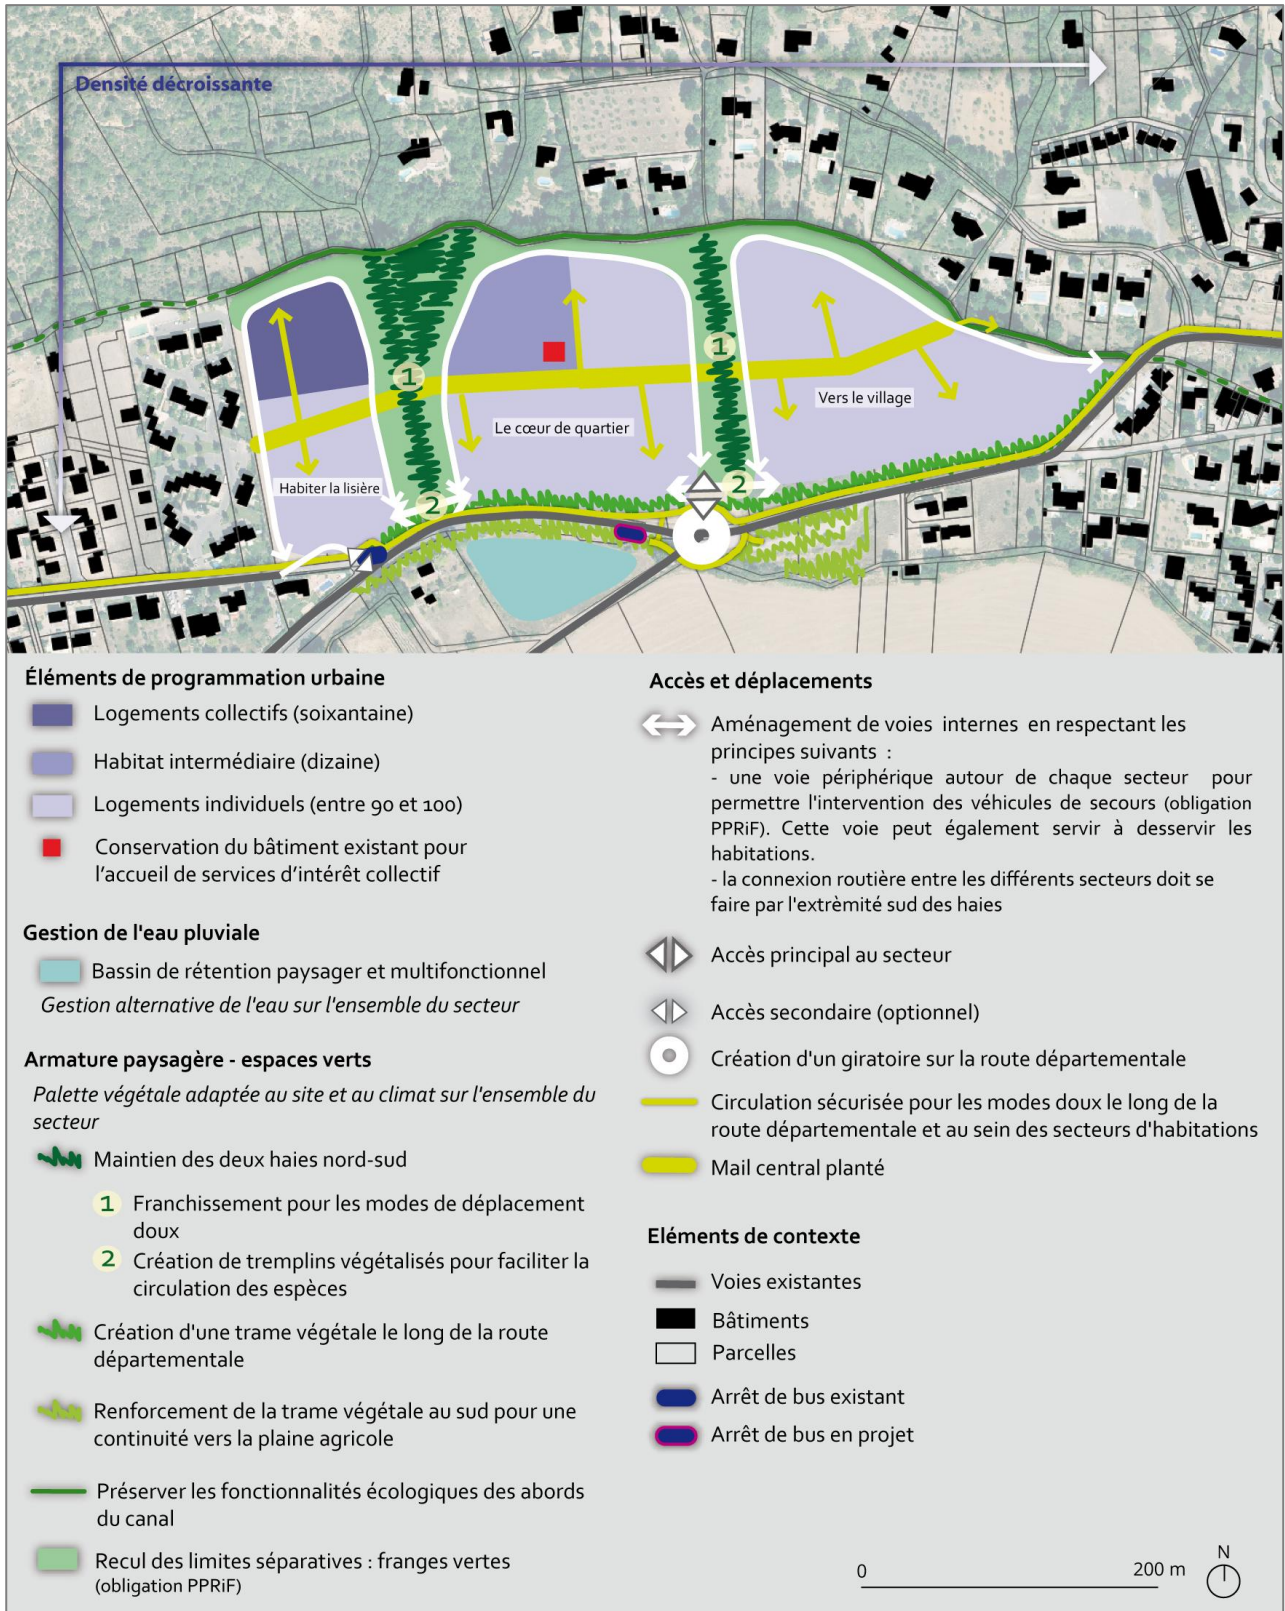 Densité décroissante
1
1
Vers le village
Le cœur de quartier
Habiter la lisière
2
2
Éléments de programmation urbaine
Logements collectifs (soixantaine)
Habitat intermédiaire (dizaine)
Logements individuels (entre 90 et 100)
Conservation du bâtiment existant pour
l'accueil de services d'intérêt collectif
Gestion de l'eau pluviale
Bassin de rétention paysager et multifonctionnel
Gestion alternative de l'eau sur l'ensemble du secteur
Armature paysagère - espaces verts
Palette végétale adaptée au site et au climat sur l'ensemble du
secteur
Maintien des deux haies nord-sud
1 Franchissement pour les modes de déplacement
doux
2 Création de tremplins végétalisés pour faciliter la
circulation des espèces
Création d'une trame végétale le long de la route
départementale
Renforcement de la trame végétale au sud pour une
continuité vers la plaine agricole
Préserver les fonctionnalités écologiques des abords
du canal
Recul des limites séparatives : franges vertes
(obligation PPRiF)
Accès et déplacements
Aménagement de voies internes en respectant les
principes suivants :
- une voie périphérique autour de chaque secteur pour
permettre l'intervention des véhicules de secours (obligation
PPRiF). Cette voie peut également servir à desservir les
habitations.
- la connexion routière entre les différents secteurs doit se
faire par l'extrèmité sud des haies
Accès principal au secteur
Accès secondaire (optionnel)
Création d'un giratoire sur la route départementale
Circulation sécurisée pour les modes doux le long de la
route départementale et au sein des secteurs d'habitations
Mail central planté
Eléments de contexte
Voies existantes
Bâtiments
Parcelles
Arrêt de bus existant
Arrêt de bus en projet
0 200 m
N